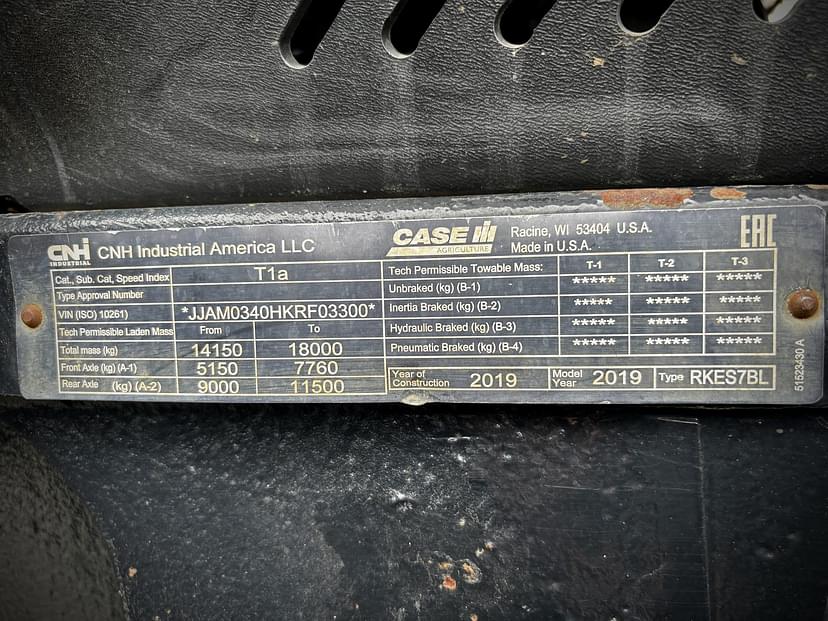 CNH INDUSTRIAL CNH Industrial America LLC
Cat., Sub. Cat, Speed Index T1a
Type Approval Number
VIN (ISO) 10261) *JJAM0340HKRF03300*
Tech Permissible Laden Mass From To
Total mass (kg) 14150 18000
Front Axle (kg) (A-1) 5150 7760
Rear Axle (kg) (A-2) 9000 11500
CASE IH
AGRICULTURE
Racine, WI 53404 U.S.A.
Made in U.S.A.
EAC
Tech Permissible Towable Mass: T-1 T-2 T-3
Unbraked (kg) (B-1) ***** ***** *****
Inertia Braked (kg) (B-2) ***** ***** *****
Hydraulic Braked (kg) (B-3) ***** ***** *****
Pneumatic Braked (kg) (B-4) ***** ***** *****
Year of Construction 2019 Model Year 2019 Type RKES7BL
51523430 A